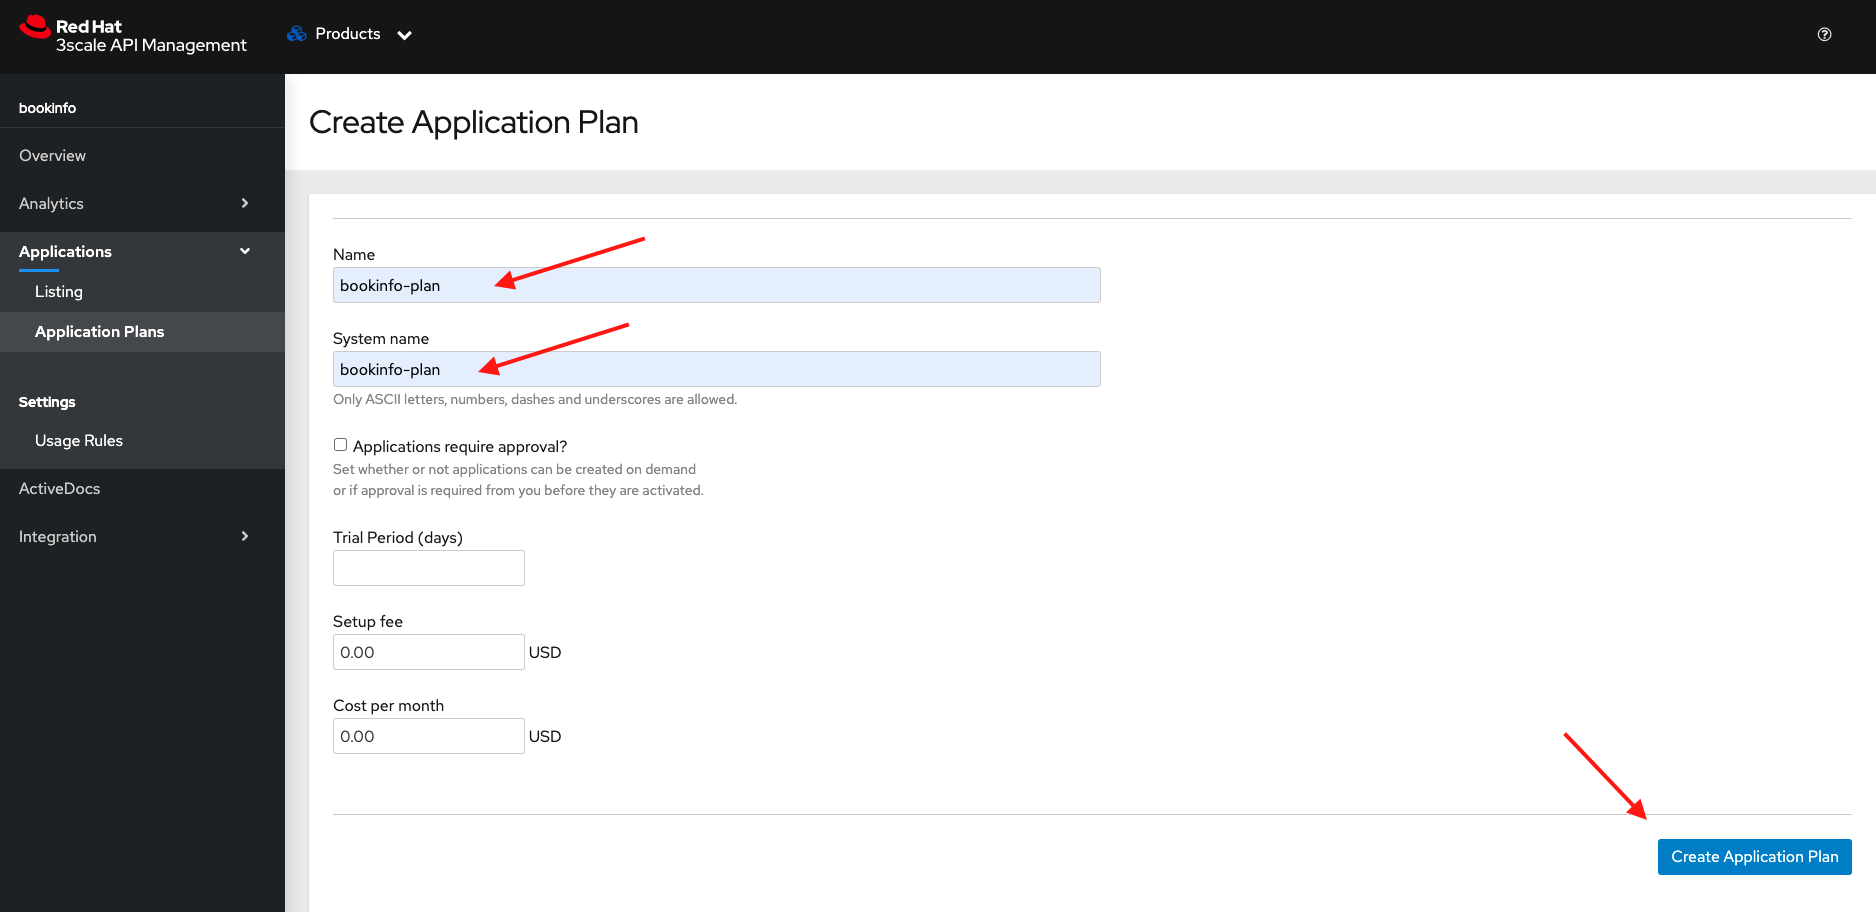 Red Hat
3scale API Management
Products
bookinfo
Overview
Analytics
Applications
Listing
Application Plans
Settings
Usage Rules
ActiveDocs
Integration
Create Application Plan
Name
bookinfo-plan
System name
bookinfo-plan
Only ASCII letters, numbers, dashes and underscores are allowed.
Applications require approval?
Set whether or not applications can be created on demand
or if approval is required from you before they are activated.
Trial Period (days)
Setup fee
0.00 USD
Cost per month
0.00 USD
Create Application Plan